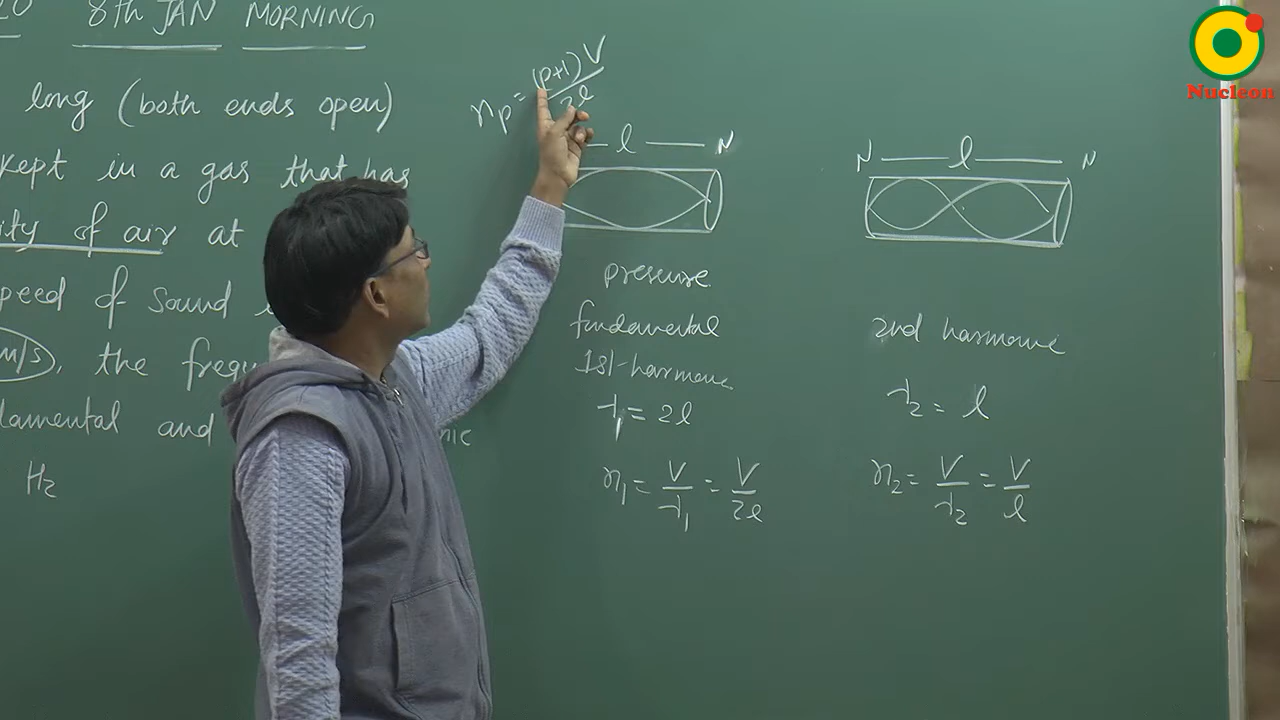 8th JAN MORNING
long (both ends open)
kept in a gas that has
ity of air at
peed of sound
m/s, the frequ
lamental and nic
Hz
n_p = (p+1)V/2l
l N
pressure
fundamental
1st harmonic
λ₁ = 2l
n₁ = V/λ₁ = V/2l
N l N
2nd harmonic
λ₂ = l
n₂ = V/λ₂ = V/l
Nucleon